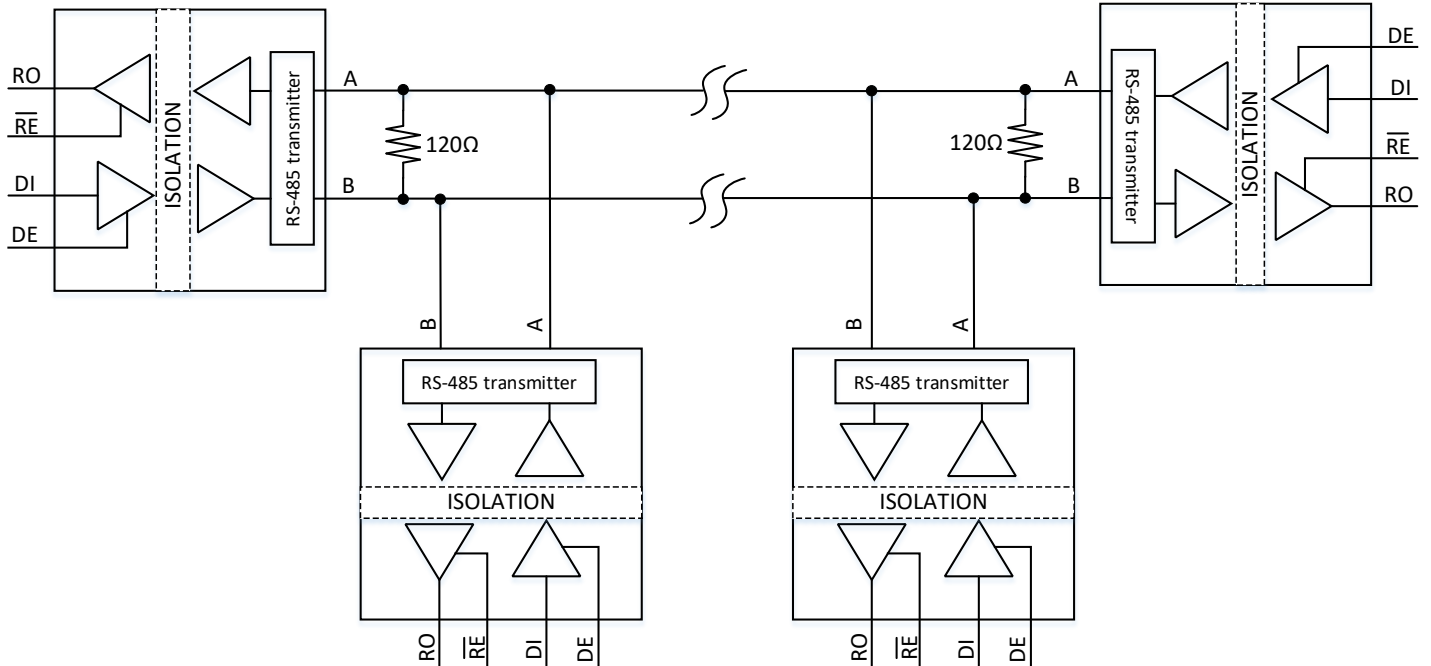 RO
RE
DI
DE
ISOLATION
RS-485 transmitter
A
B
120Ω
120Ω
A
B
RS-485 transmitter
ISOLATION
DE
DI
RE
RO
B
A
RS-485 transmitter
ISOLATION
RO
RE
DI
DE
B
A
RS-485 transmitter
ISOLATION
RO
RE
DI
DE